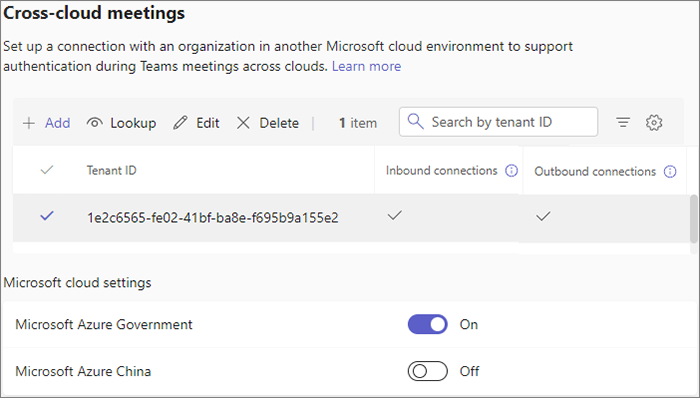 Cross-cloud meetings
Set up a connection with an organization in another Microsoft cloud environment to support
authentication during Teams meetings across clouds. Learn more
Add Lookup Edit Delete 1 item Search by tenant ID
Tenant ID Inbound connections Outbound connections
1e2c6565-fe02-41bf-ba8e-f695b9a155e2
Microsoft cloud settings
Microsoft Azure Government On
Microsoft Azure China Off